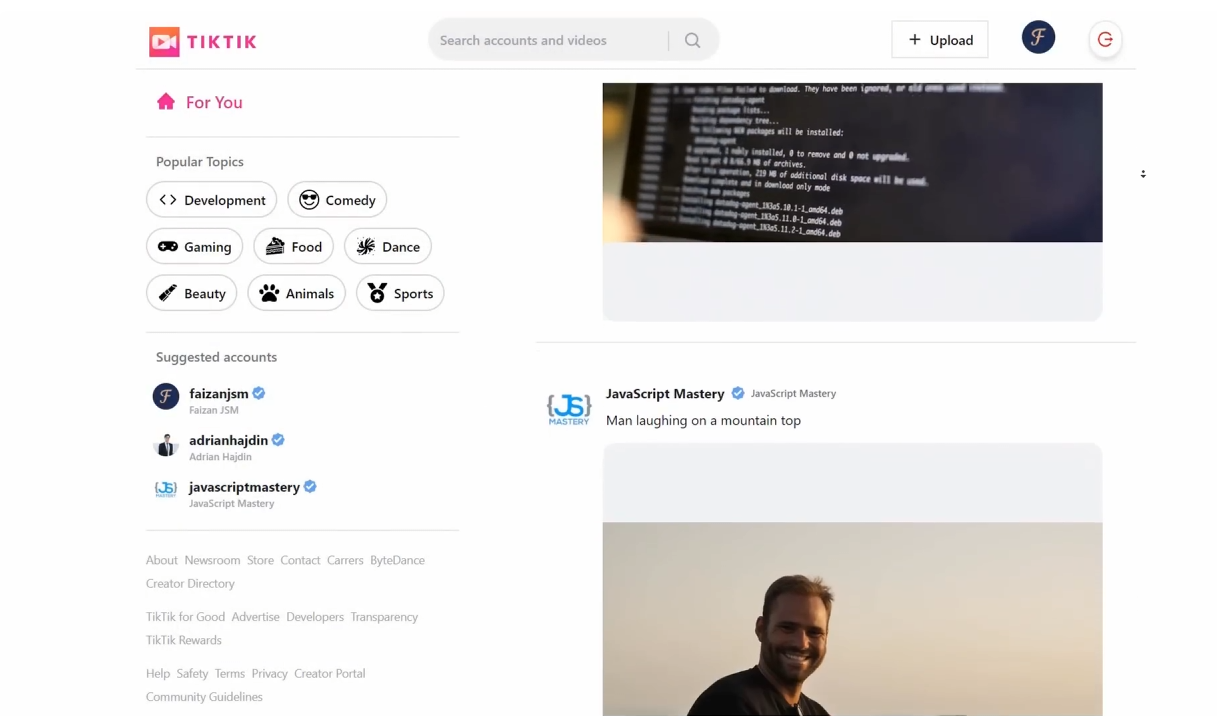 TIKTIK
Search accounts and videos
+ Upload
F
For You
Popular Topics
Development
Comedy
Gaming
Food
Dance
Beauty
Animals
Sports
Suggested accounts
F
faizanjsm
Faizan JSM
adrianhajdin
Adrian Hajdin
{JS}
MASTERY
javascriptmastery
JavaScript Mastery
About Newsroom Store Contact Carrers ByteDance
Creator Directory
TikTik for Good Advertise Developers Transparency
TikTik Rewards
Help Safety Terms Privacy Creator Portal
Community Guidelines
index files failed to download. They have been ignored, or old ones used instead.
Reading package lists...
Building dependency tree...
The following NEW packages will be installed:
datadog-agent
0 upgraded, 1 newly installed, 0 to remove and 0 not upgraded.
Need to get 0 B/66.9 MB of archives.
After this operation, 219 MB of additional disk space will be used.
Download complete and in download only mode
Fetching deb packages
Installing datadog-agent_1%3a5.10.1-1_amd64.deb
Installing datadog-agent_1%3a5.11.0-1_amd64.deb
Installing datadog-agent_1%3a5.11.2-1_amd64.deb
{JS}
MASTERY
JavaScript Mastery JavaScript Mastery
Man laughing on a mountain top